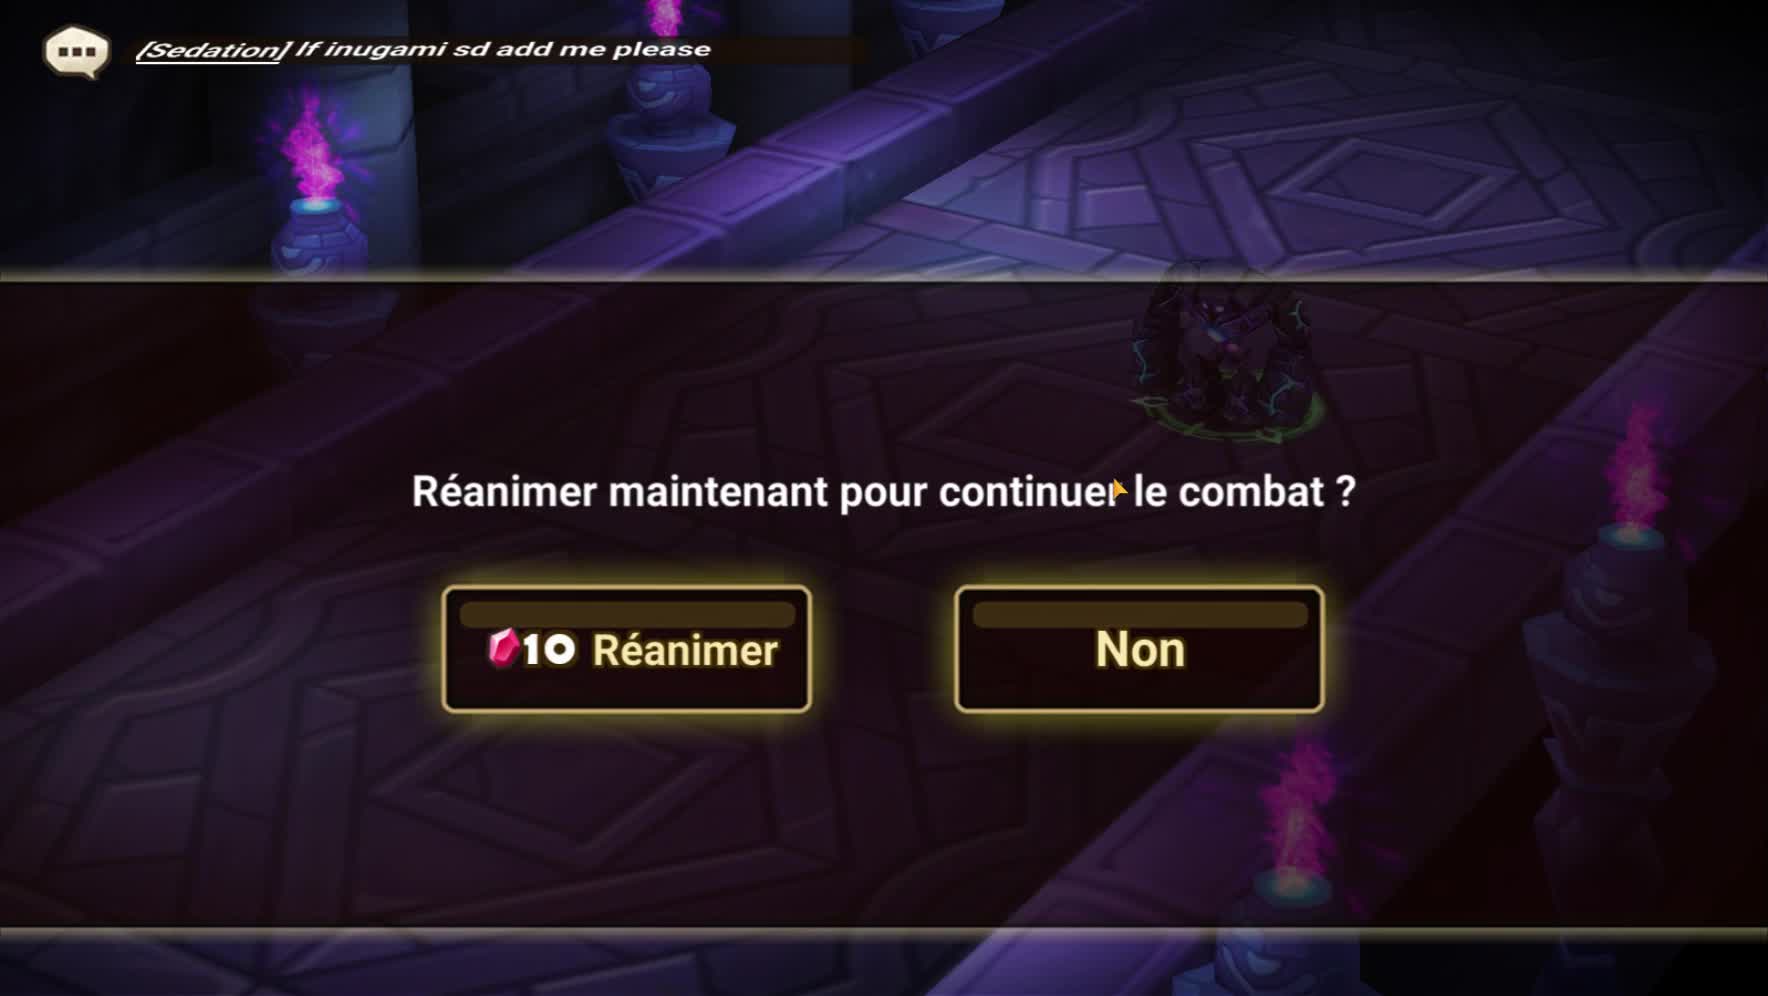 [Sedation] If inugami sd add me please
Réanimer maintenant pour continuer le combat ?
10 Réanimer
Non